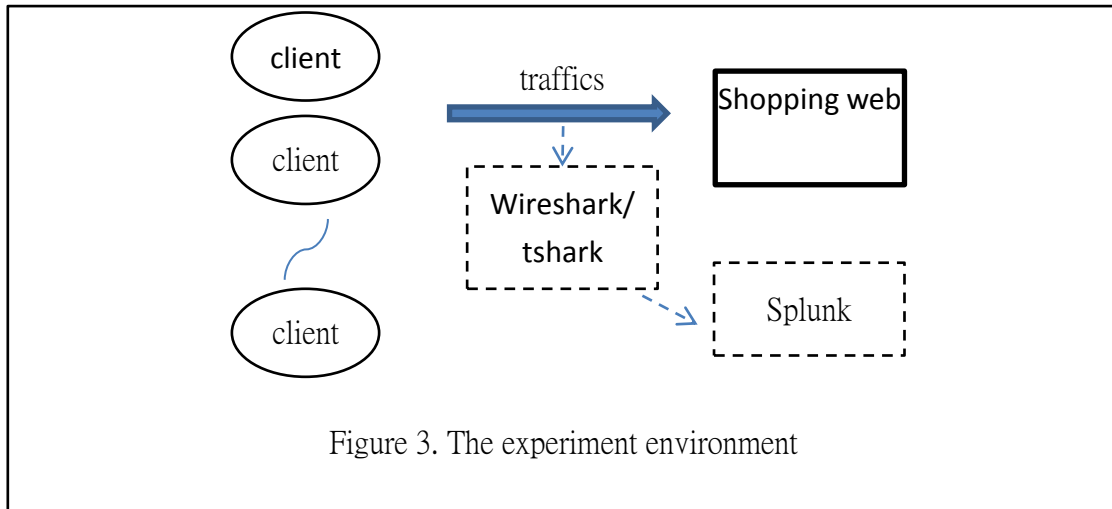 client
traffics
Shopping web
client
Wireshark/
tshark
Splunk
client
Figure 3. The experiment environment